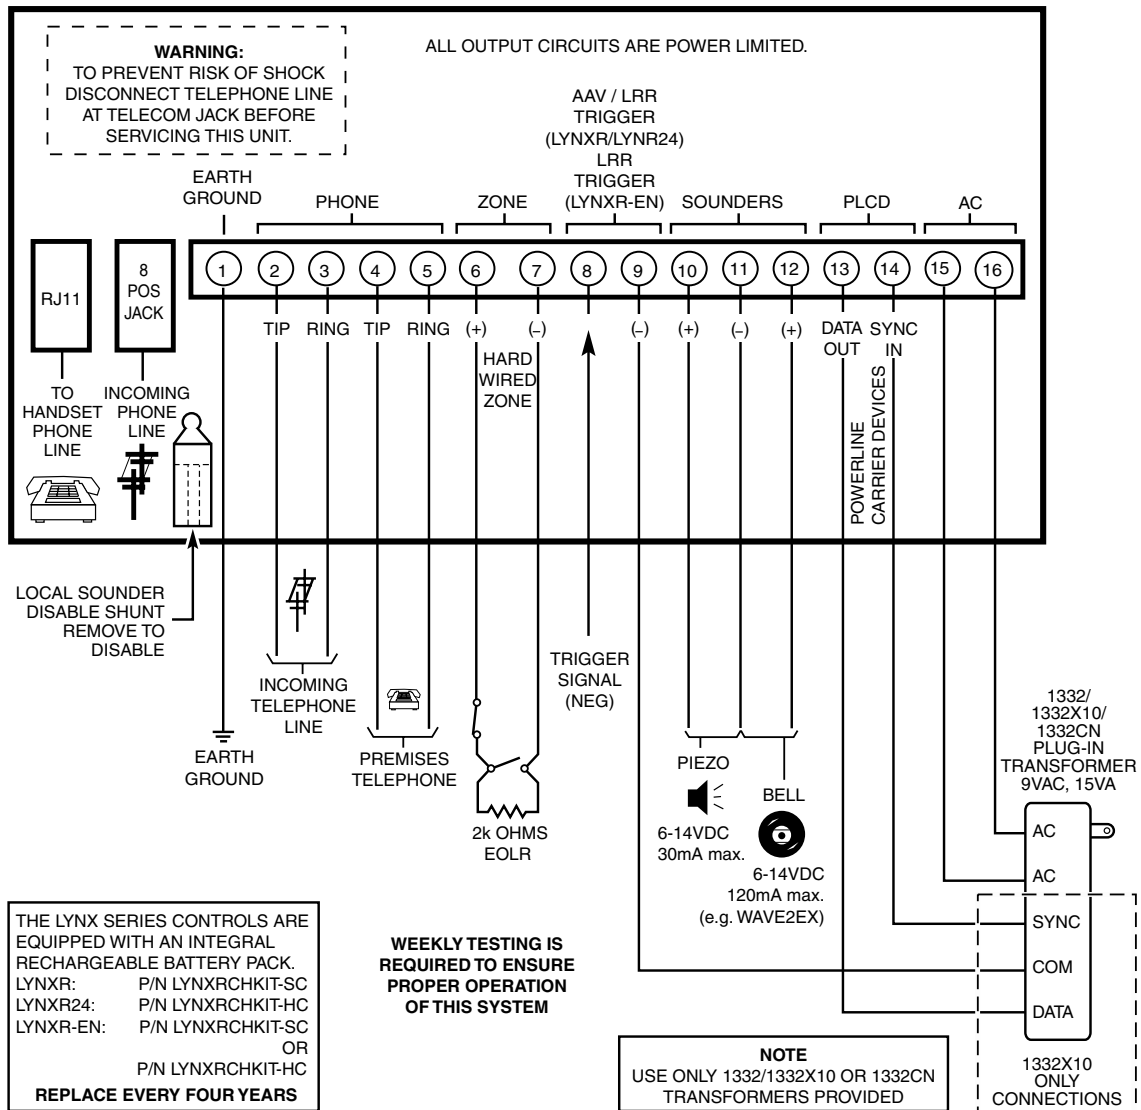 WARNING:
TO PREVENT RISK OF SHOCK
DISCONNECT TELEPHONE LINE
AT TELECOM JACK BEFORE
SERVICING THIS UNIT.
ALL OUTPUT CIRCUITS ARE POWER LIMITED.
EARTH
GROUND
PHONE
ZONE
AAV / LRR
TRIGGER
(LYNXR/LYNR24)
LRR
TRIGGER
(LYNXR-EN)
SOUNDERS
PLCD
AC
RJ11
8
POS
JACK
1 2 3 4 5 6 7 8 9 10 11 12 13 14 15 16
TIP RING TIP RING (+) (–) (–) (+) (–) (+)
DATA
OUT
SYNC
IN
HARD
WIRED
ZONE
POWERLINE
CARRIER DEVICES
TO
HANDSET
PHONE
LINE
INCOMING
PHONE
LINE
LOCAL SOUNDER
DISABLE SHUNT
REMOVE TO
DISABLE
EARTH
GROUND
INCOMING
TELEPHONE
LINE
PREMISES
TELEPHONE
2k OHMS
EOLR
TRIGGER
SIGNAL
(NEG)
PIEZO
6-14VDC
30mA max.
BELL
6-14VDC
120mA max.
(e.g. WAVE2EX)
1332/
1332X10/
1332CN
PLUG-IN
TRANSFORMER
9VAC, 15VA
AC
AC
SYNC
COM
DATA
1332X10
ONLY
CONNECTIONS
THE LYNX SERIES CONTROLS ARE
EQUIPPED WITH AN INTEGRAL
RECHARGEABLE BATTERY PACK.
LYNXR: P/N LYNXRCHKIT-SC
LYNXR24: P/N LYNXRCHKIT-HC
LYNXR-EN: P/N LYNXRCHKIT-SC
OR
P/N LYNXRCHKIT-HC
REPLACE EVERY FOUR YEARS
WEEKLY TESTING IS
REQUIRED TO ENSURE
PROPER OPERATION
OF THIS SYSTEM
NOTE
USE ONLY 1332/1332X10 OR 1332CN
TRANSFORMERS PROVIDED